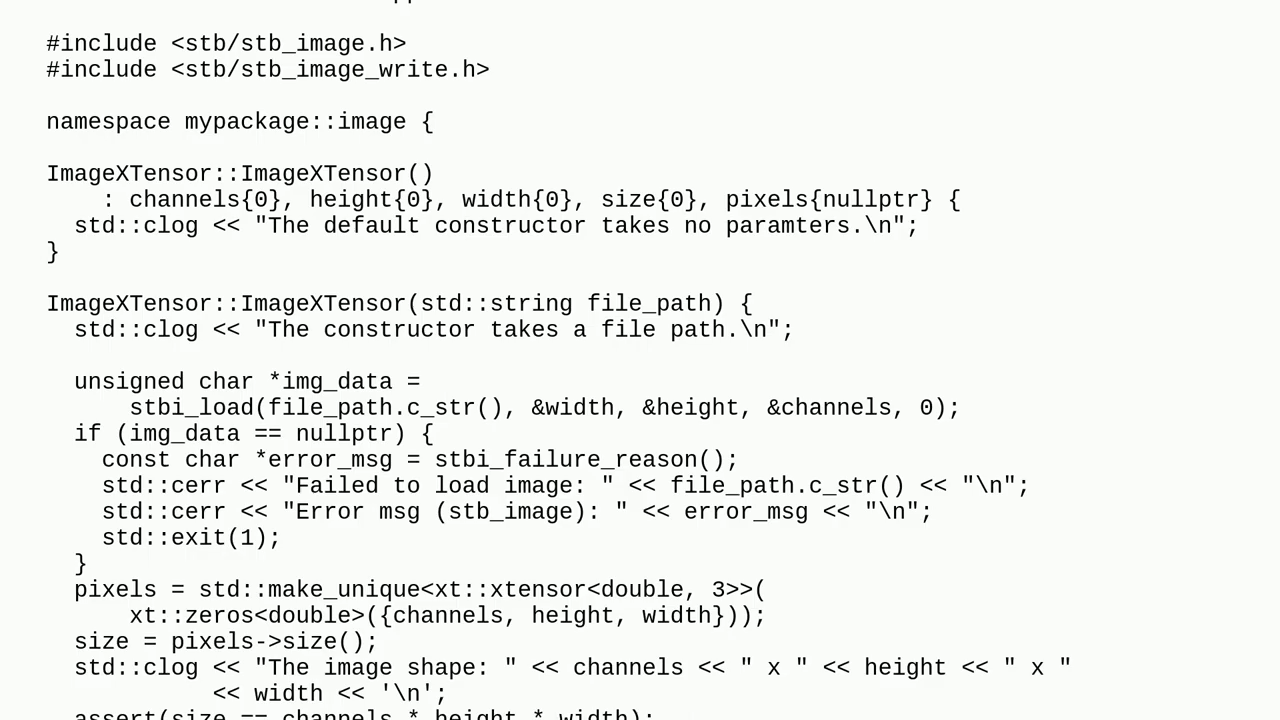 #include <stb/stb_image.h>
#include <stb/stb_image_write.h>

namespace mypackage::image {

ImageXTensor::ImageXTensor()
    : channels{0}, height{0}, width{0}, size{0}, pixels{nullptr} {
  std::clog << "The default constructor takes no paramters.\n";
}

ImageXTensor::ImageXTensor(std::string file_path) {
  std::clog << "The constructor takes a file path.\n";

  unsigned char *img_data =
      stbi_load(file_path.c_str(), &width, &height, &channels, 0);
  if (img_data == nullptr) {
    const char *error_msg = stbi_failure_reason();
    std::cerr << "Failed to load image: " << file_path.c_str() << "\n";
    std::cerr << "Error msg (stb_image): " << error_msg << "\n";
    std::exit(1);
  }
  pixels = std::make_unique<xt::xtensor<double, 3>>(
      xt::zeros<double>({channels, height, width}));
  size = pixels->size();
  std::clog << "The image shape: " << channels << " x " << height << " x "
            << width << '\n';
  assert(size == channels * height * width);